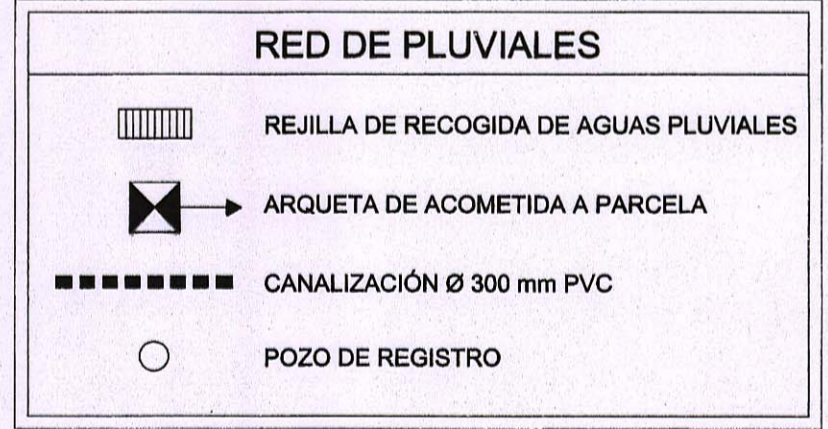 RED DE PLUVIALES
REJILLA DE RECOGIDA DE AGUAS PLUVIALES
ARQUETA DE ACOMETIDA A PARCELA
CANALIZACIÓN Ø 300 mm PVC
POZO DE REGISTRO